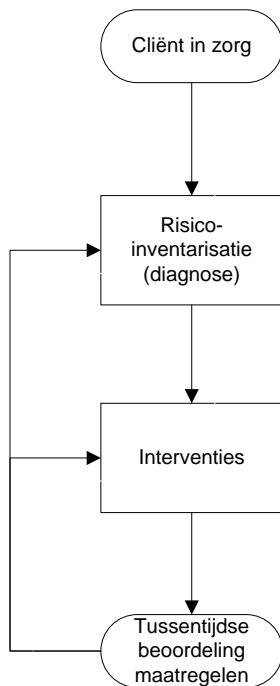 Cliënt in zorg
Risico-
inventarisatie
(diagnose)
Interventies
Tussentijdse
beoordeling
maatregelen